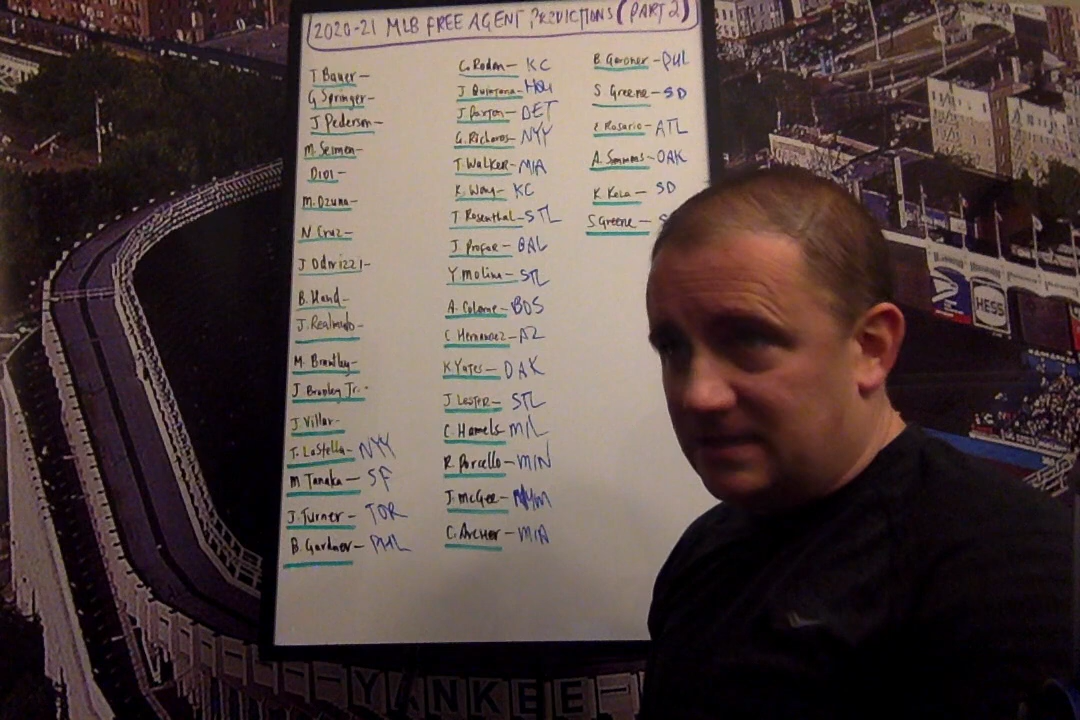 2020-21 MLB FREE AGENT PREDICTIONS (PART 2)
T Bauer-
G Springer-
J Pederson-
M. Seimen-
Didi-
M. Ozuna-
N. Cruz-
J Odorizzi-
B. Hand-
J. Realmuto-
M. Brantley-
J Bradley Jr.-
J. Villar-
T. LaStella- NYY
M Tanaka- SF
J. Turner- TOR
B. Gardner- PHL
C. Rodon- KC
J Quintana- HOU
J. Paxton- DET
G. Richards- NYY
T. Walker- MIA
K. Wong- KC
T Rosenthal- STL
J. Profar- BAL
Y Molina- STL
A. Colome- BOS
C Hernandez- AZ
K Yates- OAK
J. Lester- STL
C. Hamels- MIL
R. Porcello- MIN
J. McGee- NYM
C. Archer- MIA
B. Gardner- PHL
S Greene- SD
E Rosario- ATL
A. Simmons- OAK
K Kela- SD
S. Greene- S
HESS
YANKEE